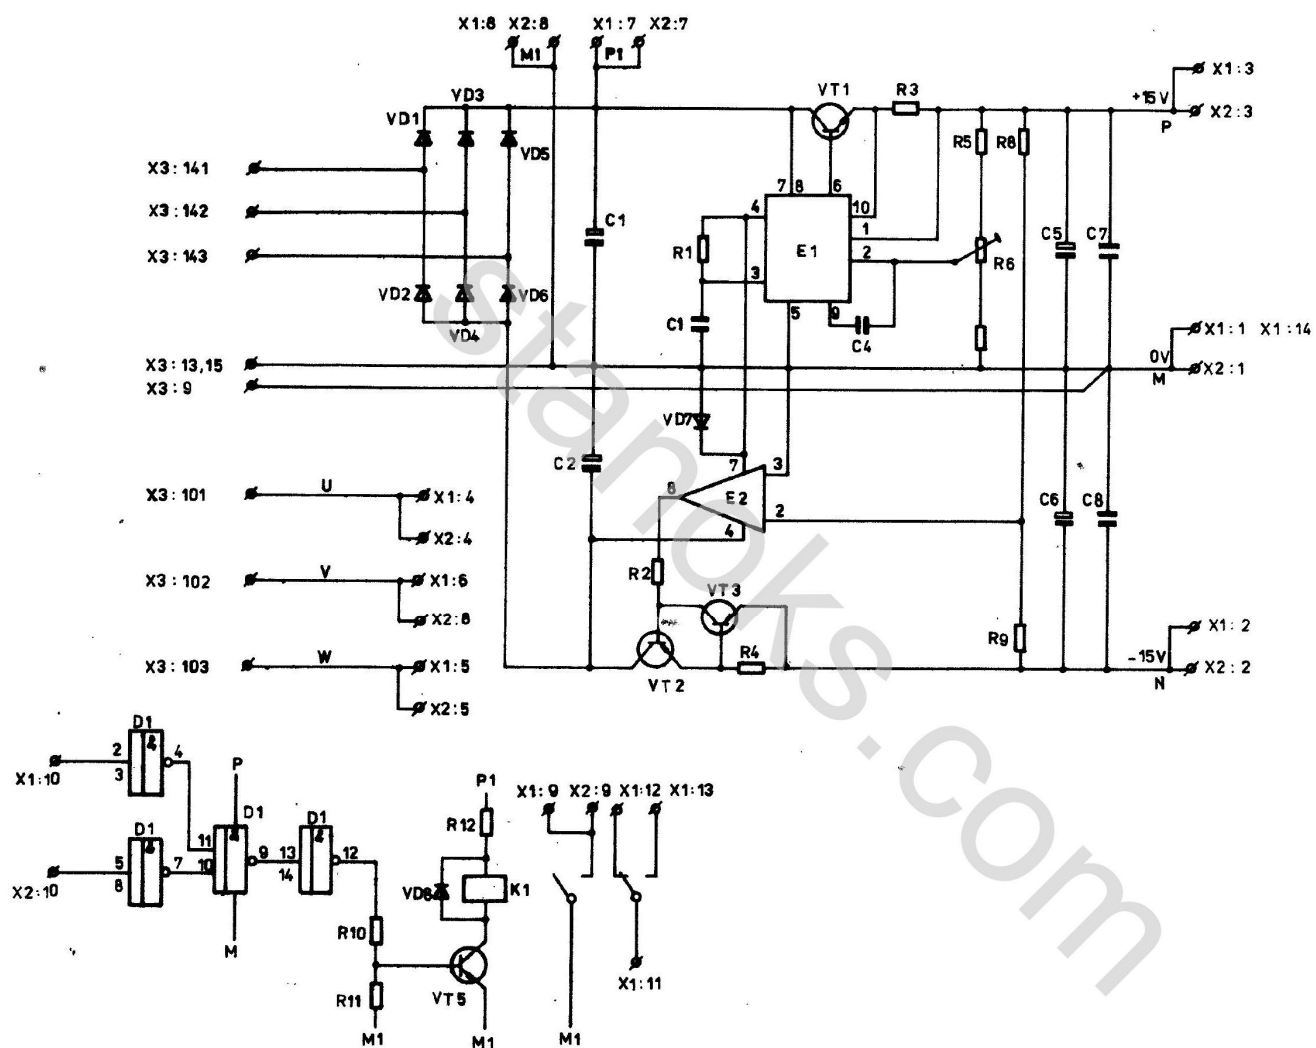 X1:8 X2:8 X1:7 X2:7
M1 P1
X1:3
VD3 VT1 R3 +15V
VD1 X2:3
P
VD5 R5 R8
X3:141
7 8 6
X3:142 4 10
C1 1 C5 C7
X3:143 R1 E1 2 R6
3
VD2 VD6 5 9
C1
VD4 C4 X1:1 X1:14
X3:13,15 0V
X3:9 M X2:1
VD7
C2 7 3
8 E2
X3:101 U X1:4 2 C6 C8
4
X2:4
R2
X3:102 V X1:6 VT3
X2:8
R9 X1:2
X3:103 W X1:5 R4 -15V
VT2 N X2:2
X2:5
D1
&
2 4
X1:10 3 P P1 X1:9 X2:9 X1:12 X1:13
D1 D1 R12
& & &
11
5 7 10 9 13 12
X2:10 8 14 VD8 K1
M R10
X1:11
R11 VT5
M1 M1 M1
stanoks.com